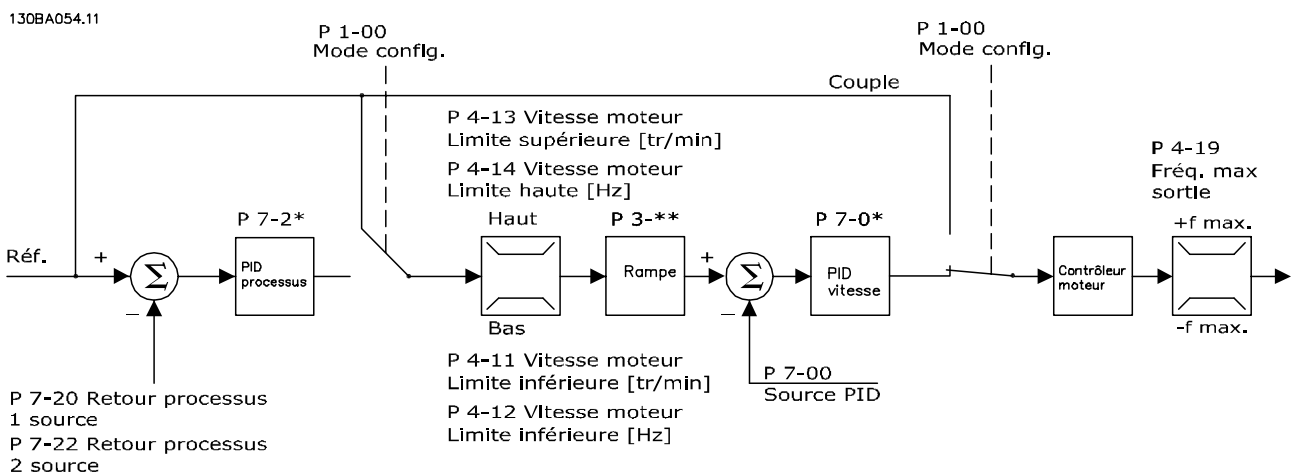 130BA054.11
P 1-00
Mode config.
P 1-00
Mode config.
Couple
P 4-13 Vitesse moteur
Limite supérieure [tr/min]
P 4-14 Vitesse moteur
Limite haute [Hz]
P 4-19
Fréq. max
sortie
P 7-2*
Haut
P 3-**
P 7-0*
+f max.
Réf.
+
Σ
PID
processus
Rampe
+
Σ
PID
vitesse
Contrôleur
moteur
−
Bas
−
-f max.
P 4-11 Vitesse moteur
Limite inférieure [tr/min]
P 4-12 Vitesse moteur
Limite inférieure [Hz]
P 7-00
Source PID
P 7-20 Retour processus
1 source
P 7-22 Retour processus
2 source